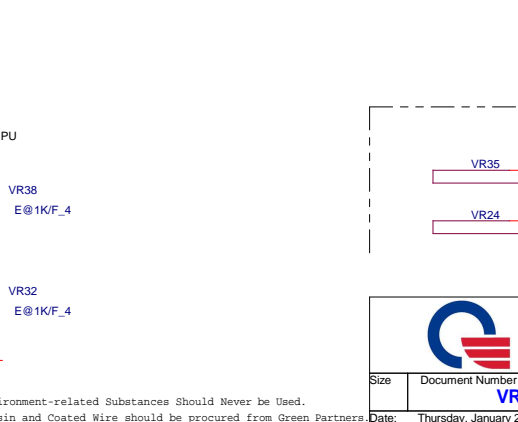 PU
VR35
VR38
E@1K/F_4
VR24
VR32
E@1K/F_4
Size Document Number
VR
ironment-related Substances Should Never be Used.
sin and Coated Wire should be procured from Green Partners.
Date: Thursday, January 2